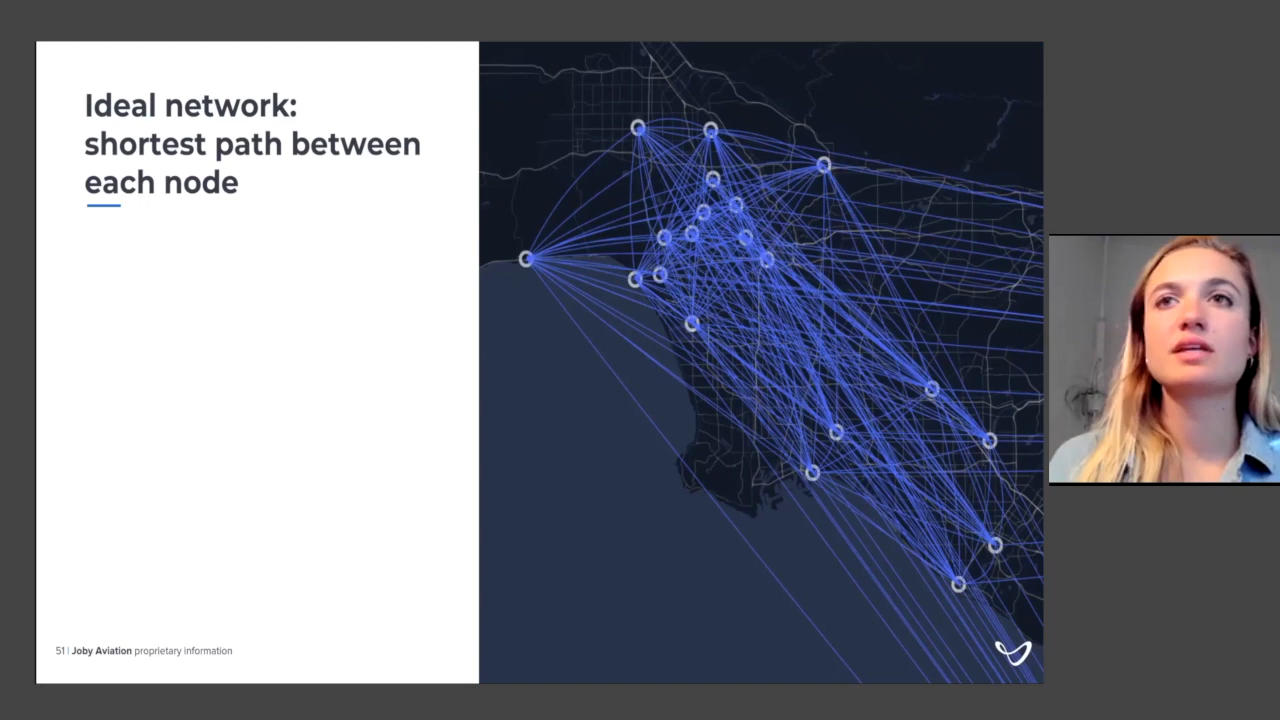 Ideal network:
shortest path between
each node
51 | Joby Aviation proprietary information